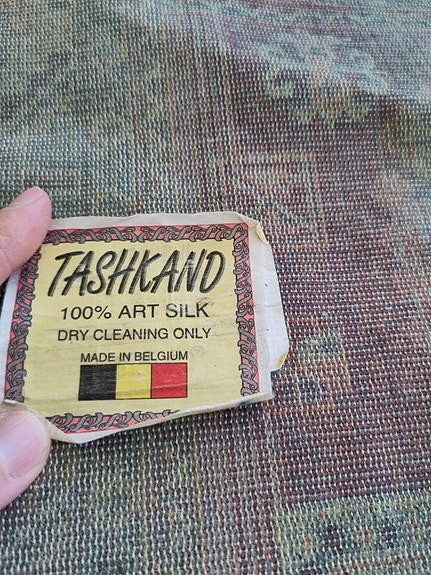 TASHKAND
100% ART SILK
DRY CLEANING ONLY
MADE IN BELGIUM